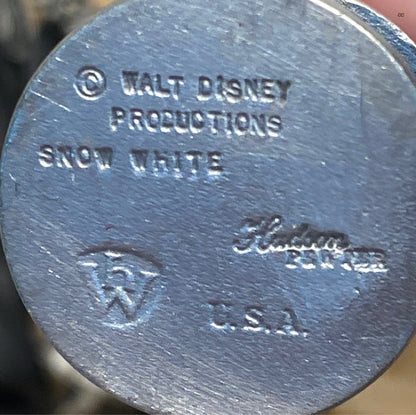 © WALT DISNEY
PRODUCTIONS
SNOW WHITE
Hudson
PEWTER
U.S.A.